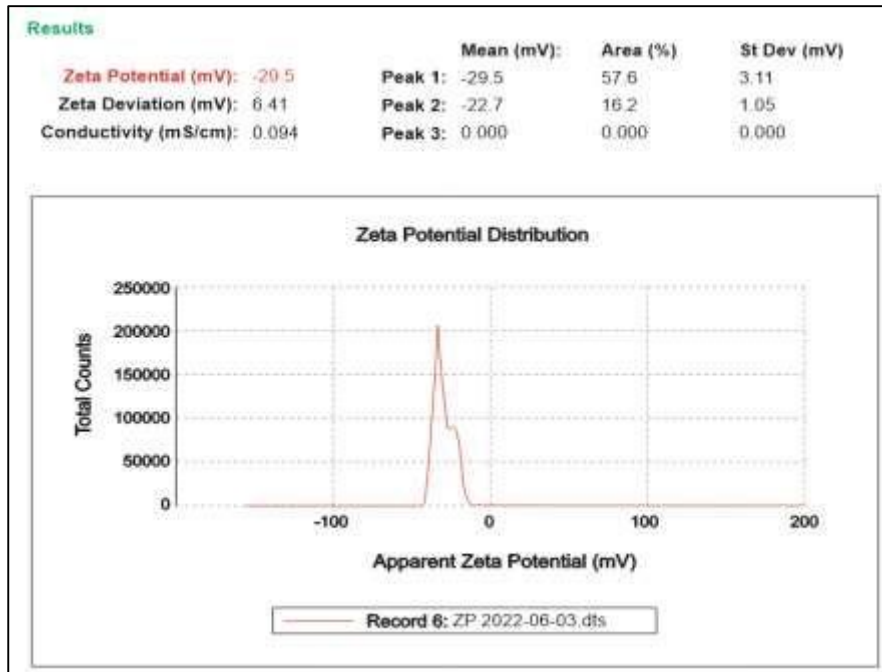 Results
Mean (mV): Area (%) St Dev (mV)
Zeta Potential (mV): -20.5 Peak 1: -29.5 57.6 3.11
Zeta Deviation (mV): 6.41 Peak 2: -22.7 16.2 1.05
Conductivity (mS/cm): 0.094 Peak 3: 0.000 0.000 0.000
Zeta Potential Distribution
250000
200000
150000
100000
50000
0
Total Counts
-100 0 100 200
Apparent Zeta Potential (mV)
Record 6: ZP 2022-06-03.dts